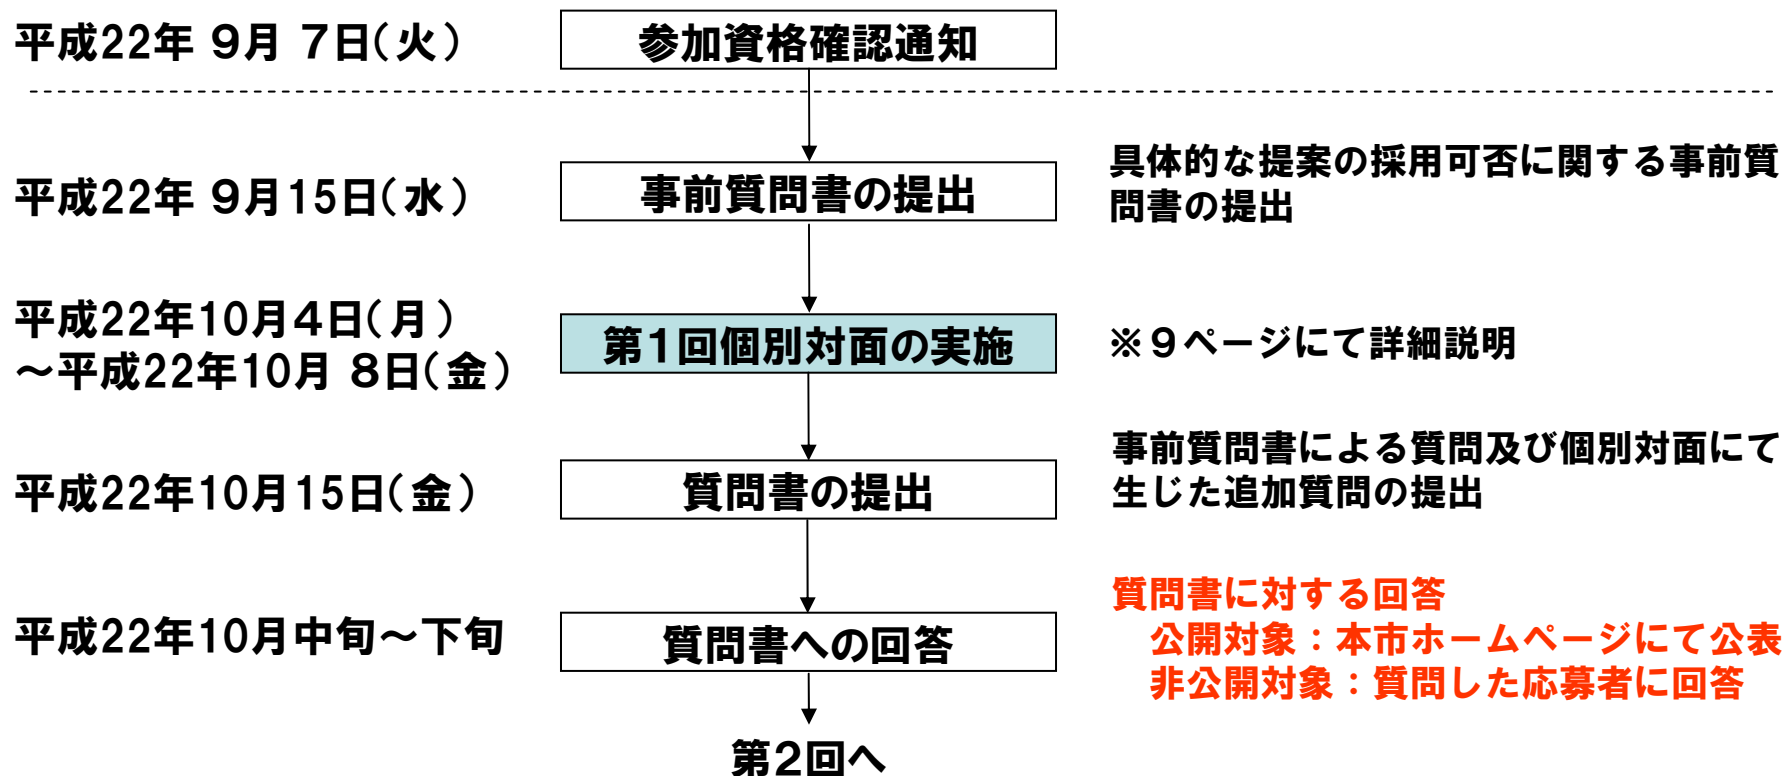 平成22年 9月 7日(火)
参加資格確認通知
平成22年 9月15日(水)
事前質問書の提出
具体的な提案の採用可否に関する事前質
問書の提出
平成22年10月4日(月)
～平成22年10月 8日(金)
第1回個別対面の実施
※9ページにて詳細説明
平成22年10月15日(金)
質問書の提出
事前質問書による質問及び個別対面にて
生じた追加質問の提出
平成22年10月中旬～下旬
質問書への回答
質問書に対する回答
公開対象：本市ホームページにて公表
非公開対象：質問した応募者に回答
第2回へ